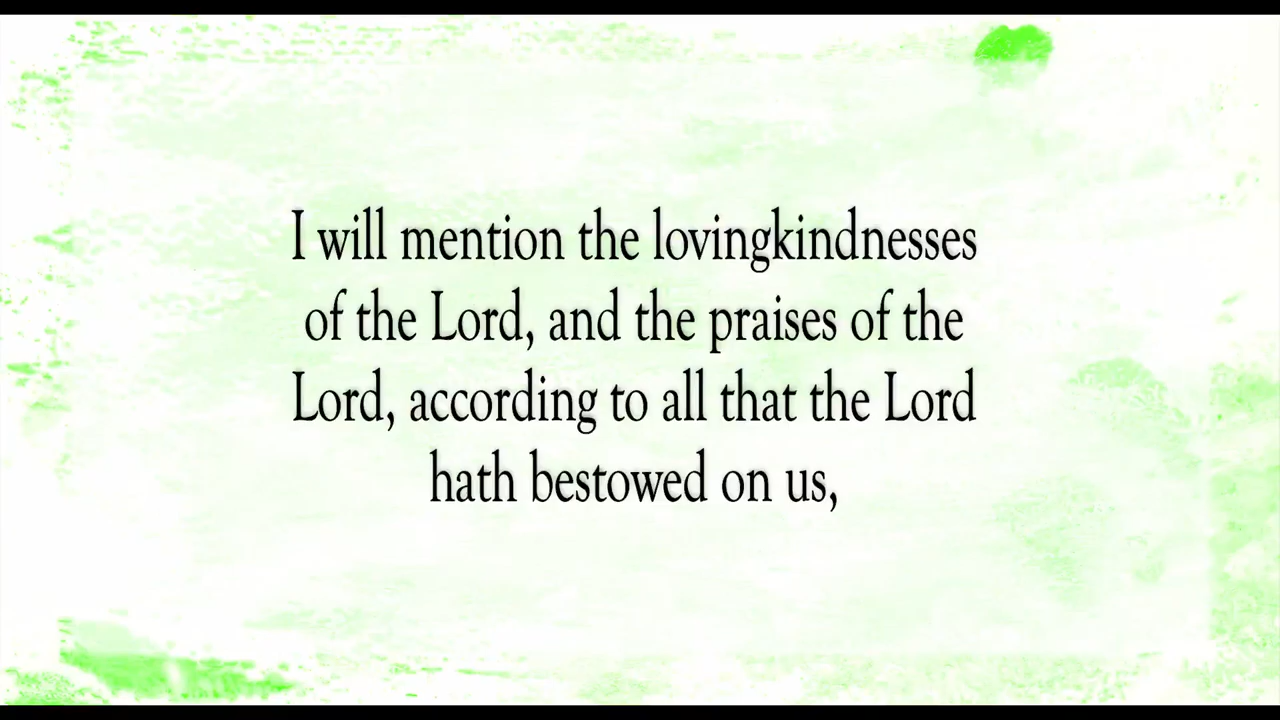 I will mention the lovingkindnesses
of the Lord, and the praises of the
Lord, according to all that the Lord
hath bestowed on us,